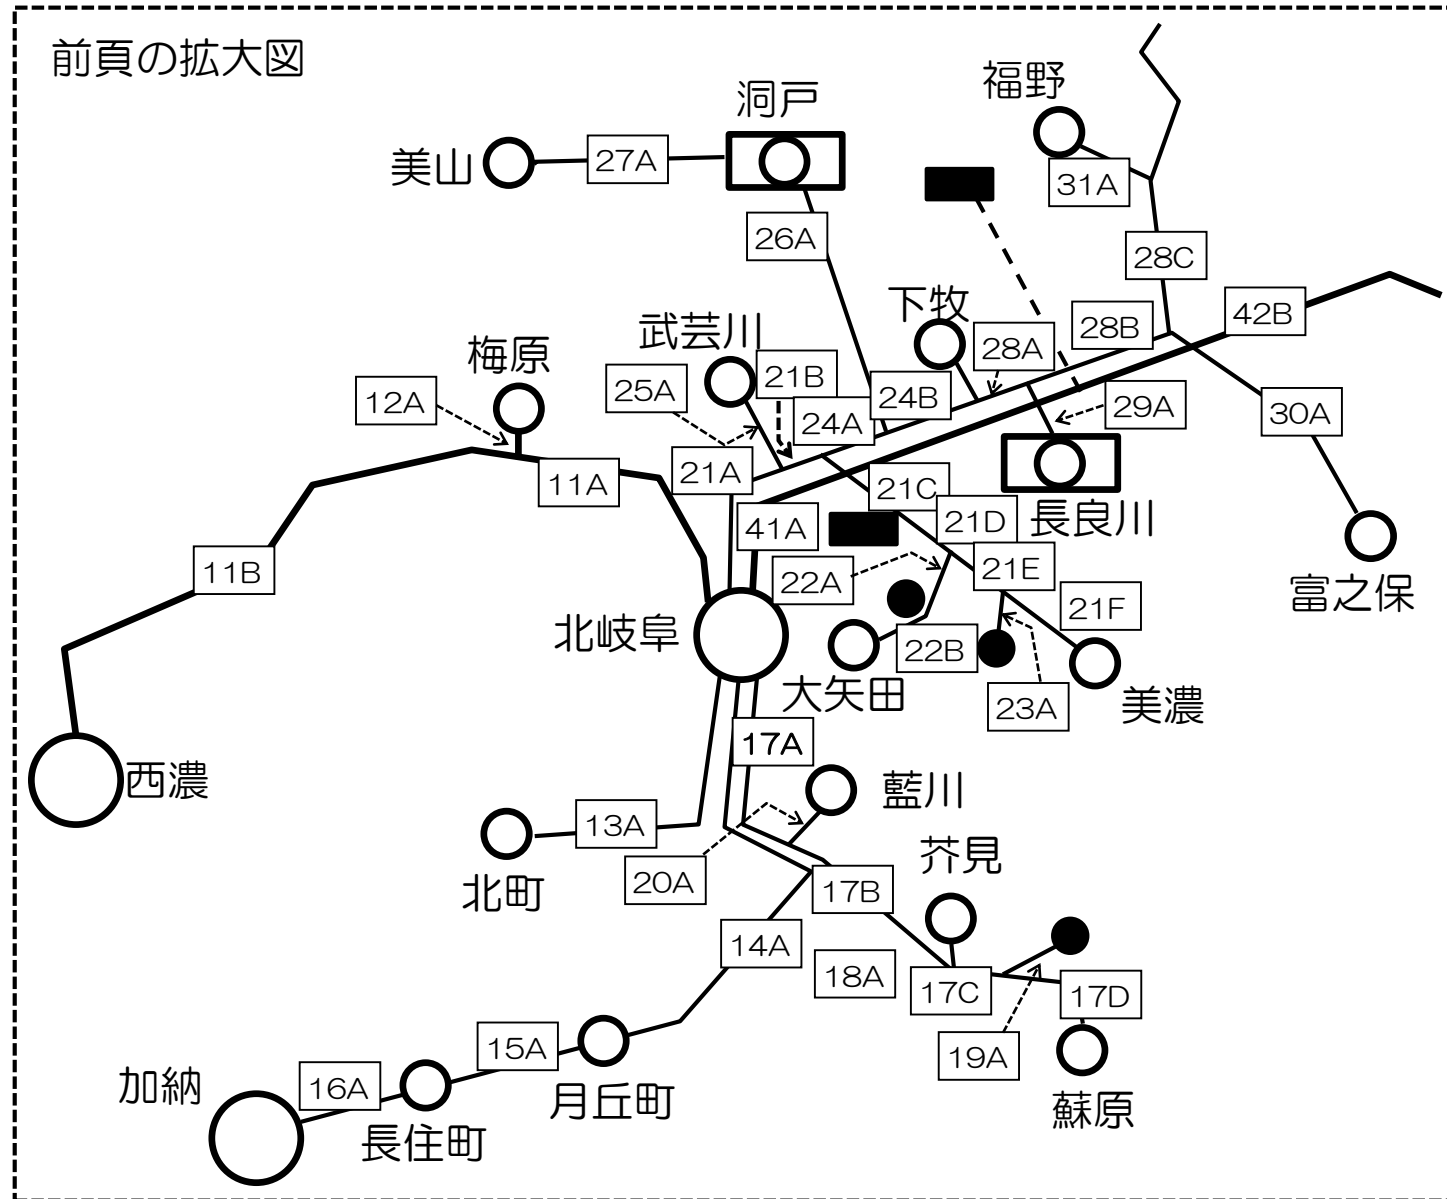 前頁の拡大図
福野
洞戸
美山
27A
31A
26A
28C
下牧
42B
武芸川
28B
梅原
28A
21B
25A
12A
24B
24A
29A
30A
21A
11A
21C
長良川
41A
21D
11B
22A
21E
富之保
21F
北岐阜
22B
大矢田
23A
美濃
17A
西濃
藍川
13A
芥見
20A
17B
北町
14A
18A
17C
17D
15A
19A
加納
16A
月丘町
蘇原
長住町